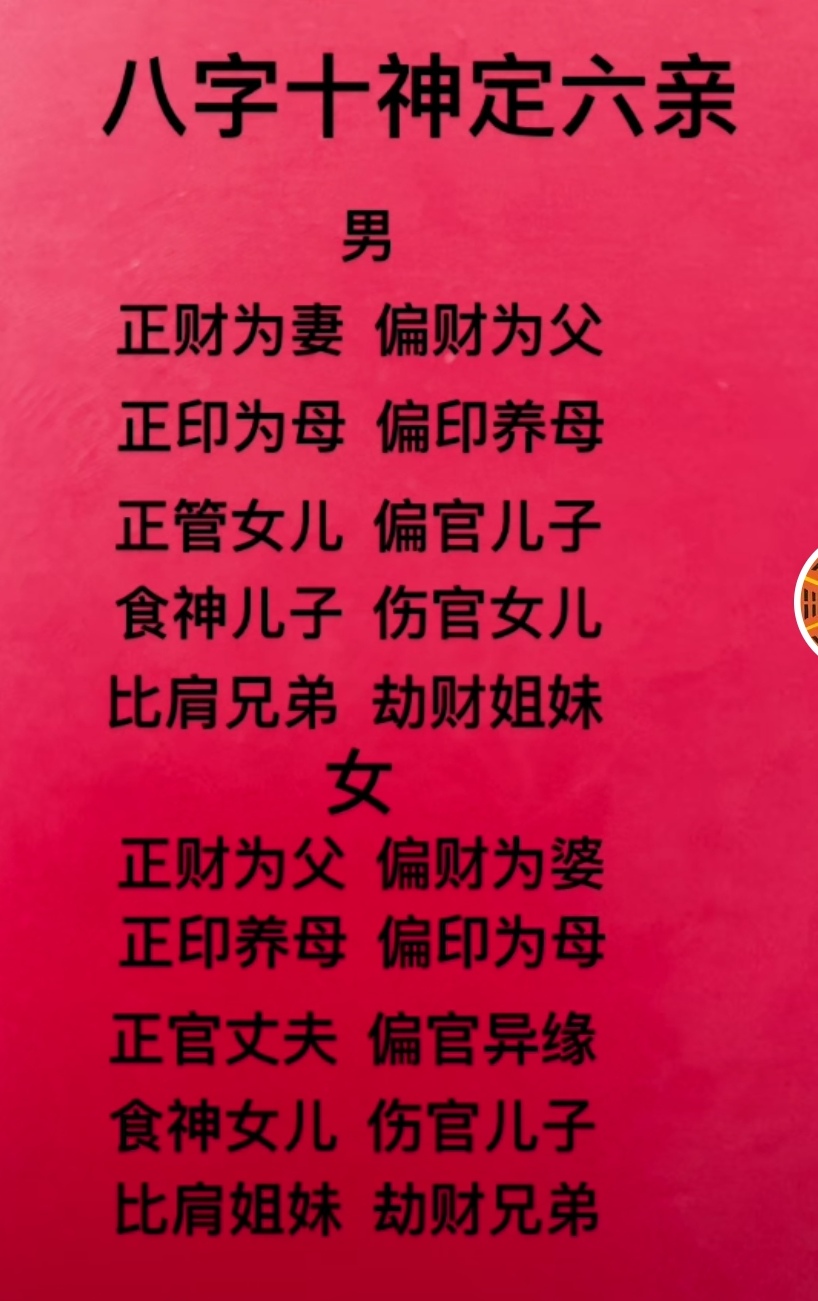 八字十神定六亲
男
正财为妻 偏财为父
正印为母 偏印养母
正管女儿 偏官儿子
食神儿子 伤官女儿
比肩兄弟 劫财姐妹
女
正财为父 偏财为婆
正印养母 偏印为母
正官丈夫 偏官异缘
食神女儿 伤官儿子
比肩姐妹 劫财兄弟